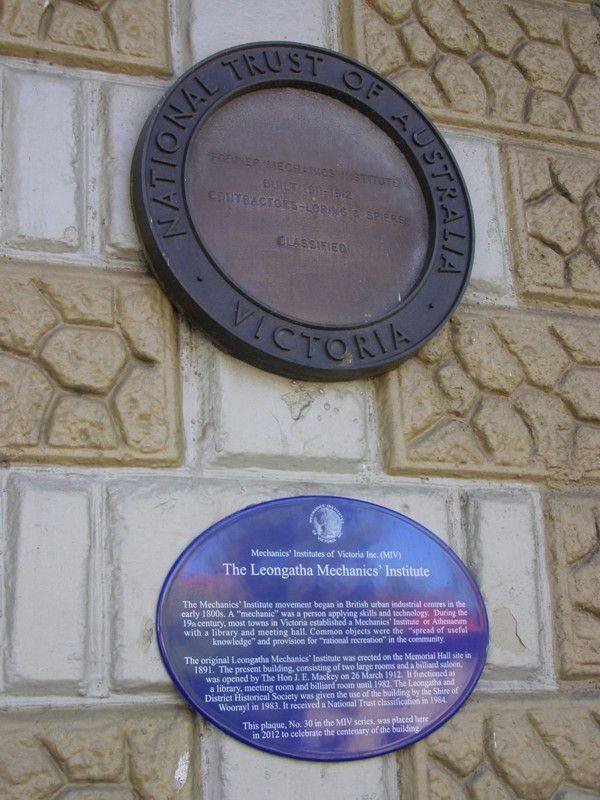 NATIONAL TRUST OF AUSTRALIA
VICTORIA
FORMER MECHANICS INSTITUTE
BUILT 1911-1912
CONTRACTORS-LORING & SPIERS
CLASSIFIED
MECHANICS' INSTITUTES OF VICTORIA
Mechanics' Institutes of Victoria Inc. (MIV)
The Leongatha Mechanics' Institute
The Mechanics' Institute movement began in British urban industrial centres in the
early 1800s. A "mechanic" was a person applying skills and technology. During the
19th century, most towns in Victoria established a Mechanics' Institute or Athenaeum
with a library and meeting hall. Common objects were the "spread of useful
knowledge" and provision for "rational recreation" in the community.
The original Leongatha Mechanics' Institute was erected on the Memorial Hall site in
1891. The present building, consisting of two large rooms and a billiard saloon,
was opened by The Hon J. E. Mackey on 26 March 1912. It functioned as
a library, meeting room and billiard room until 1982. The Leongatha and
District Historical Society was given the use of the building by the Shire of
Woorayl in 1983. It received a National Trust classification in 1984.
This plaque, No. 30 in the MIV series, was placed here
in 2012 to celebrate the centenary of the building.